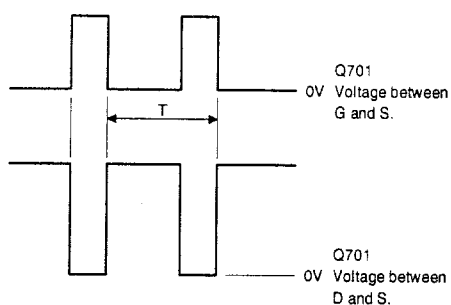 Q701
0V Voltage between
G and S.
T
Q701
0V Voltage between
D and S.